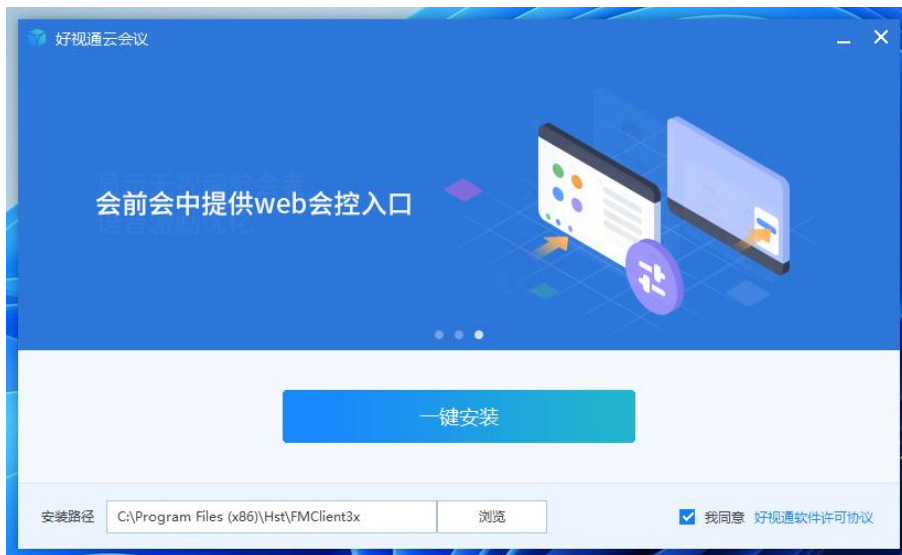 好视通云会议
会前会中提供web会控入口
一键安装
安装路径 C:\Program Files (x86)\Hst\FMClient3x 浏览 我同意 好视通软件许可协议